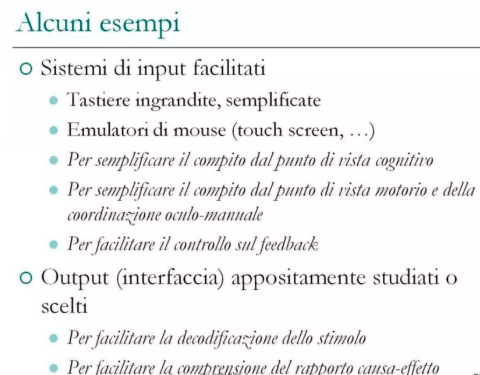 Alcuni esempi
Sistemi di input facilitati
Tastiere ingrandite, semplificate
Emulatori di mouse (touch screen, …)
Per semplificare il compito dal punto di vista cognitivo
Per semplificare il compito dal punto di vista motorio e della
coordinazione oculo-manuale
Per facilitare il controllo sul feedback
Output (interfaccia) appositamente studiati o
scelti
Per facilitare la decodificazione dello stimolo
Per facilitare la comprensione del rapporto causa-effetto